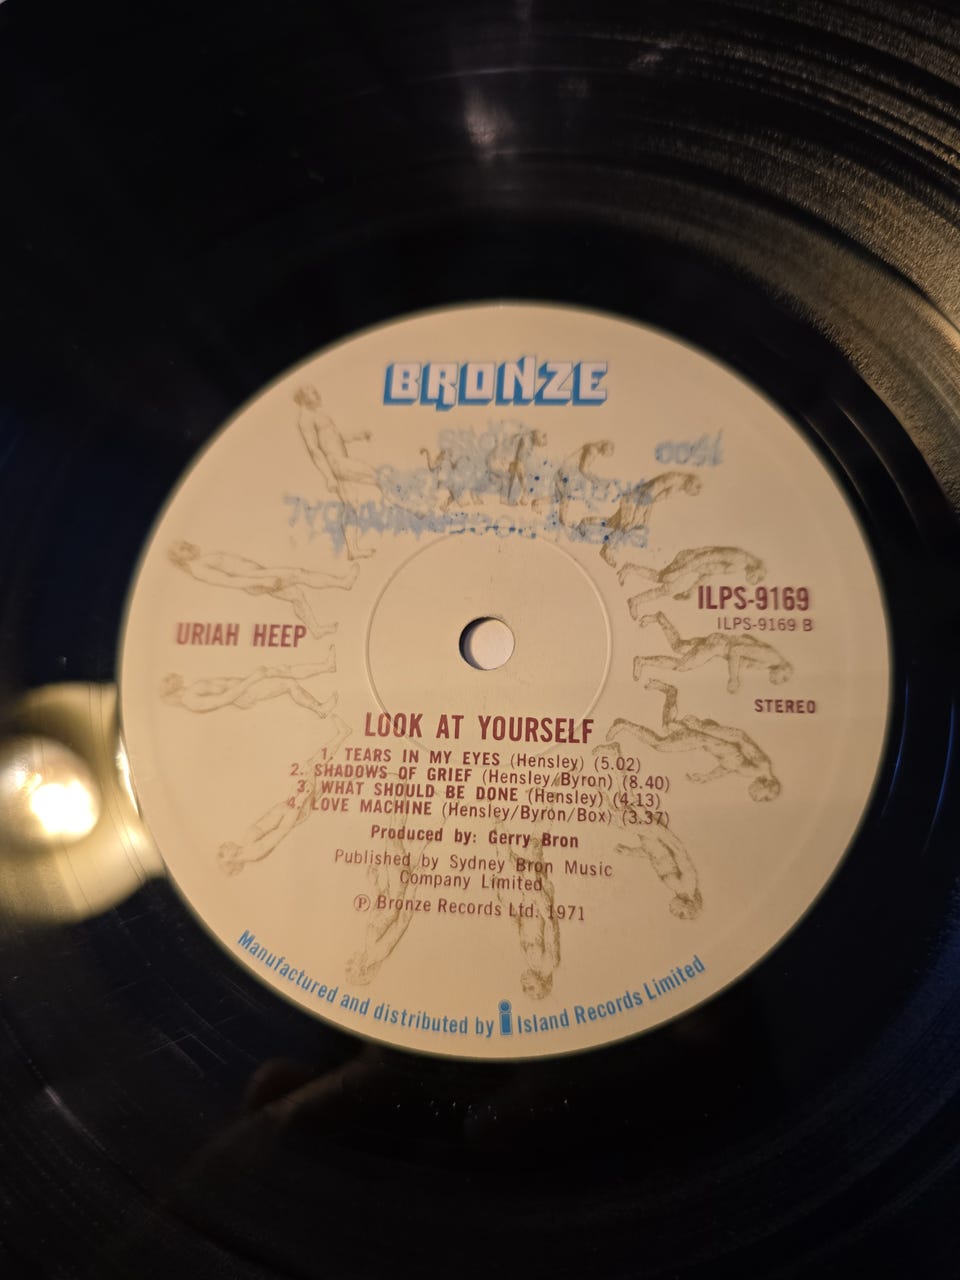 BRONZE
URIAH HEEP
ILPS-9169
ILPS-9169 B
STEREO
LOOK AT YOURSELF
1. TEARS IN MY EYES (Hensley) (5.02)
2. SHADOWS OF GRIEF (Hensley/Byron) (8.40)
3. WHAT SHOULD BE DONE (Hensley) (4.13)
4. LOVE MACHINE (Hensley/Byron/Box) (3.37)
Produced by: Gerry Bron
Published by Sydney Bron Music
Company Limited
℗ Bronze Records Ltd. 1971
Manufactured and distributed by i Island Records Limited